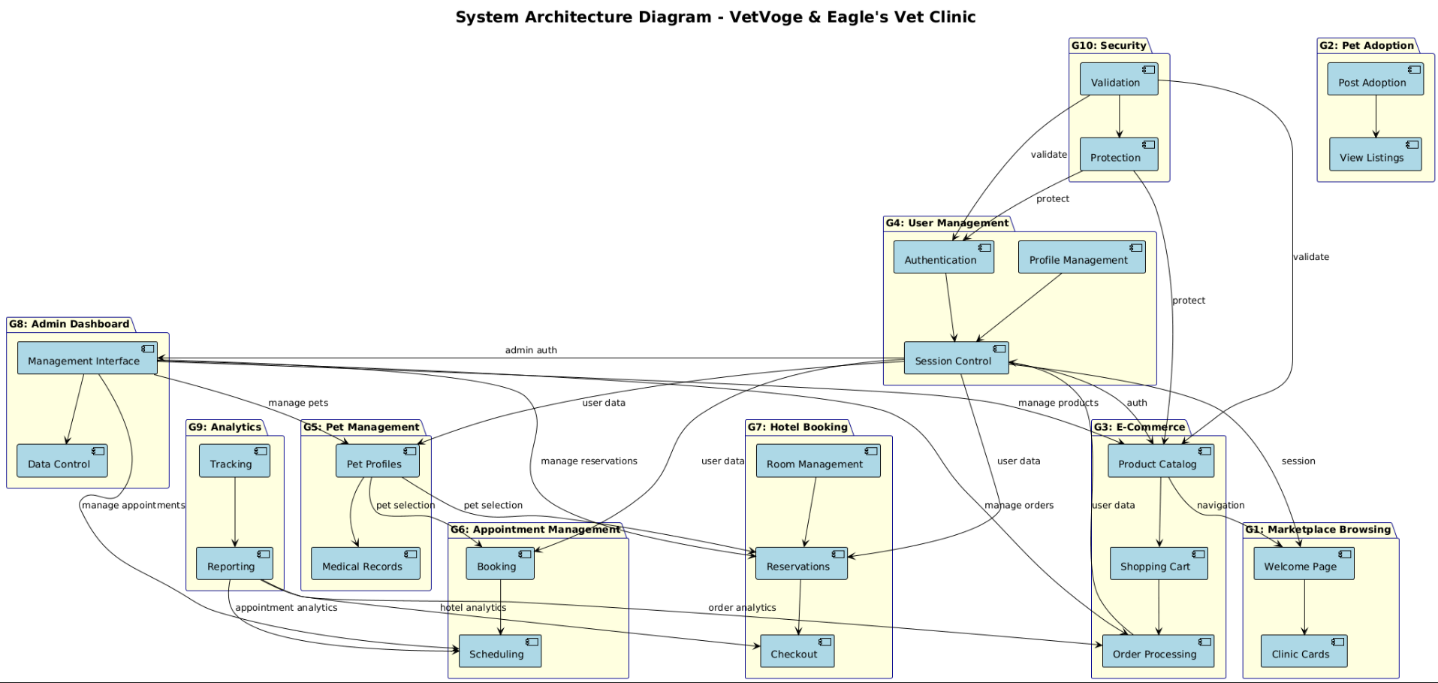 System Architecture Diagram - VetVoge & Eagle's Vet Clinic
G10: Security
Validation
Protection
G2: Pet Adoption
Post Adoption
View Listings
validate
protect
validate
protect
G4: User Management
Authentication
Profile Management
Session Control
G8: Admin Dashboard
Management Interface
Data Control
admin auth
manage pets
user data
manage products
auth
G9: Analytics
Tracking
Reporting
G5: Pet Management
Pet Profiles
Medical Records
G7: Hotel Booking
Room Management
Reservations
Checkout
G3: E-Commerce
Product Catalog
Shopping Cart
Order Processing
manage reservations
user data
user data
session
manage appointments
pet selection
pet selection
manage orders
user data
navigation
G6: Appointment Management
Booking
Scheduling
G1: Marketplace Browsing
Welcome Page
Clinic Cards
appointment analytics
hotel analytics
order analytics